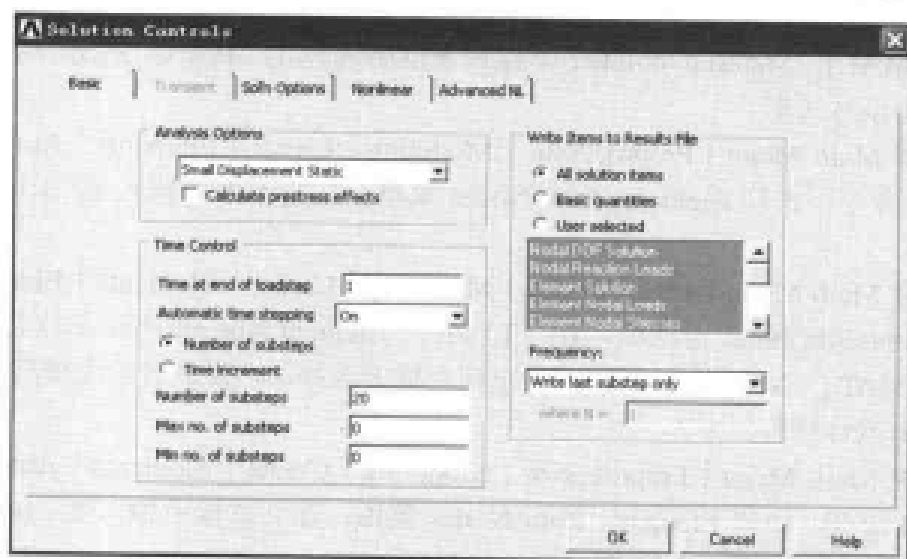 Solution Controls
Basic
Transient
Sol'n Options
Nonlinear
Advanced NL
Analysis Options
Small Displacement Static
Calculate prestress effects
Time Control
Time at end of loadstep
1
Automatic time stepping
On
Number of substeps
Time increment
Number of substeps
20
Max no. of substeps
0
Min no. of substeps
0
Write Items to Results File
All solution items
Basic quantities
User selected
Nodal DOF Solution
Nodal Reaction Loads
Element Solution
Element Nodal Loads
Element Nodal Stresses
Frequency:
Write last substep only
where N =
1
OK
Cancel
Help